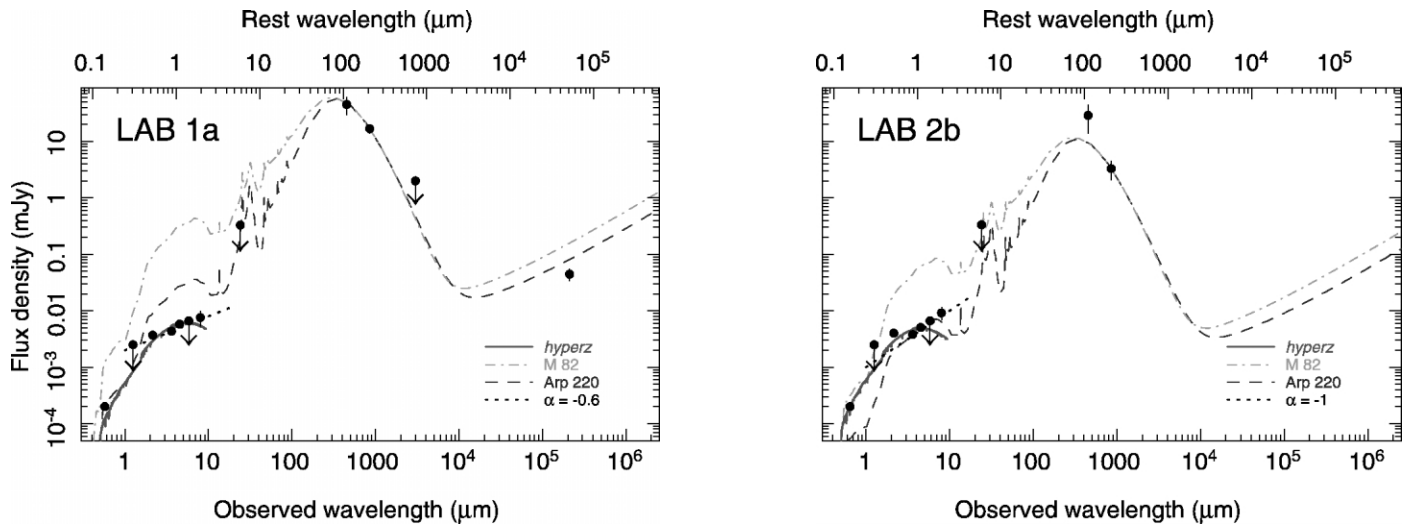 Rest wavelength (μm)
0.1 1 10 100 1000 10⁴ 10⁵
LAB 1a
Flux density (mJy)
10
1
0.1
0.01
10⁻³
10⁻⁴
hyperz
M 82
Arp 220
α = -0.6
1 10 100 1000 10⁴ 10⁵ 10⁶
Observed wavelength (μm)
Rest wavelength (μm)
0.1 1 10 100 1000 10⁴ 10⁵
LAB 2b
10
1
0.1
0.01
10⁻³
10⁻⁴
hyperz
M 82
Arp 220
α = -1
1 10 100 1000 10⁴ 10⁵ 10⁶
Observed wavelength (μm)